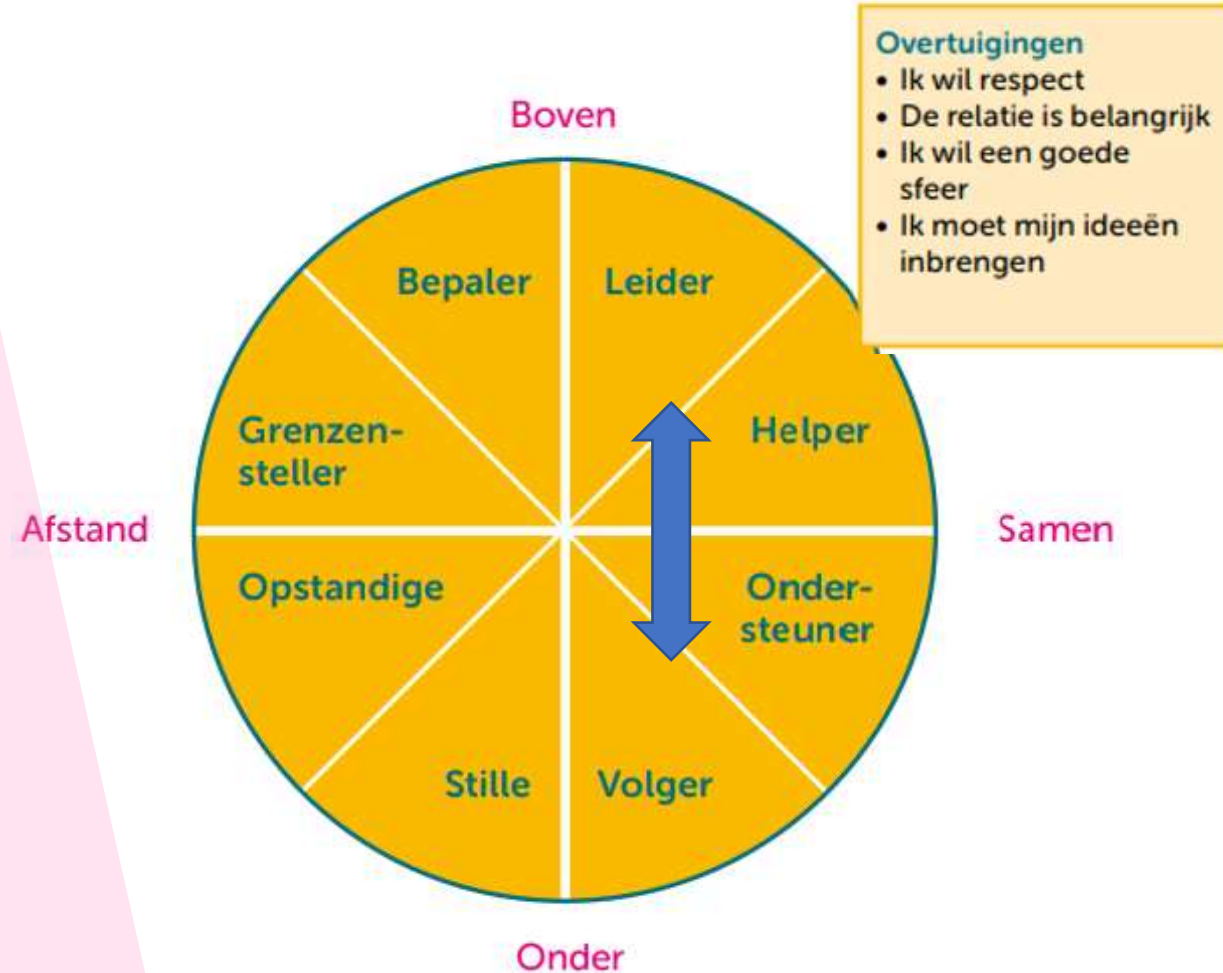 Overtuigingen
• Ik wil respect
• De relatie is belangrijk
• Ik wil een goede
sfeer
• Ik moet mijn ideeën
inbrengen
Boven
Bepaler
Leider
Grenzen-
steller
Helper
Afstand
Samen
Opstandige
Onder-
steuner
Stille
Volger
Onder